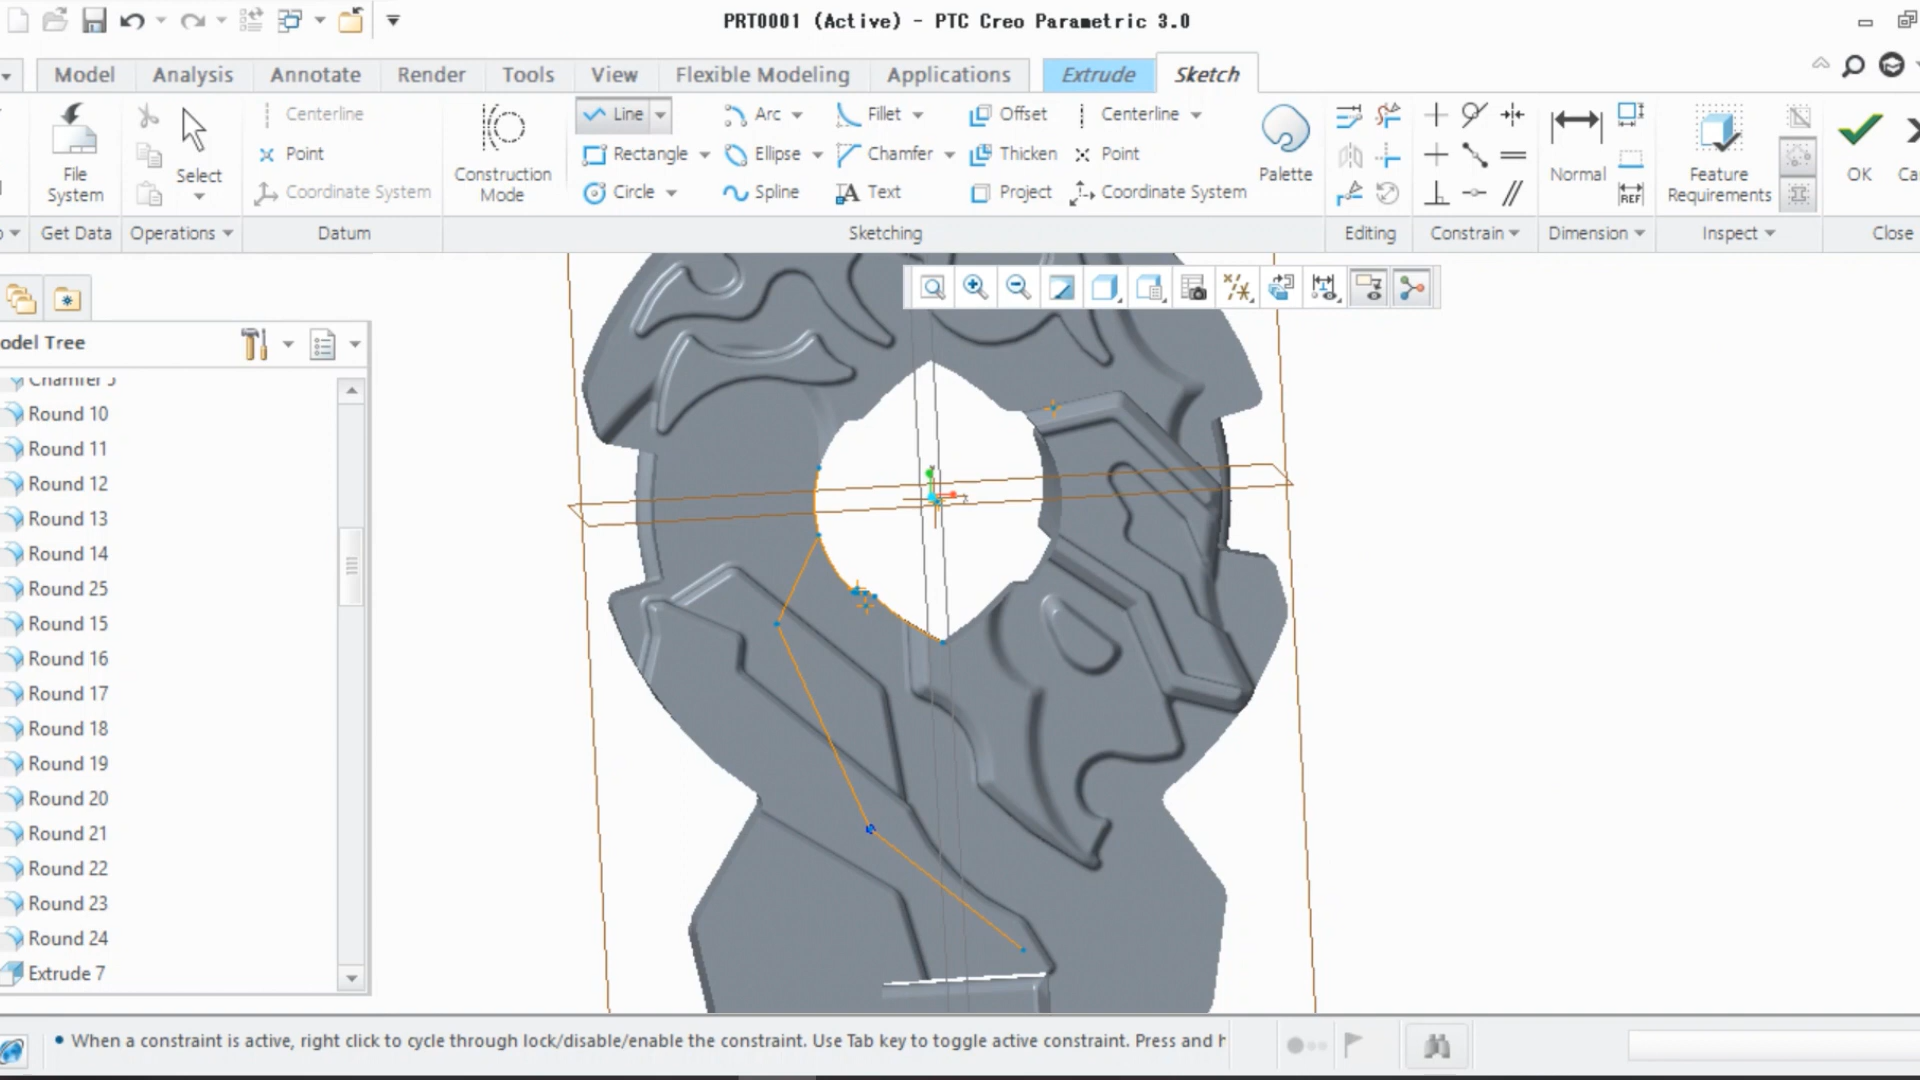 PRT0001 (Active) - PTC Creo Parametric 3.0
Model Analysis Annotate Render Tools View Flexible Modeling Applications Extrude Sketch
Centerline Line Arc Fillet Offset Centerline
Point Rectangle Ellipse Chamfer Thicken Point
Coordinate System Circle Spline Text Project Coordinate System
File System
Select
Construction Mode
Palette
Normal
REF
Feature Requirements
OK
Get Data Operations Datum Sketching Editing Constrain Dimension Inspect Close
odel Tree
Chamfer 5
Round 10
Round 11
Round 12
Round 13
Round 14
Round 25
Round 15
Round 16
Round 17
Round 18
Round 19
Round 20
Round 21
Round 22
Round 23
Round 24
Extrude 7
• When a constraint is active, right click to cycle through lock/disable/enable the constraint. Use Tab key to toggle active constraint. Press and h